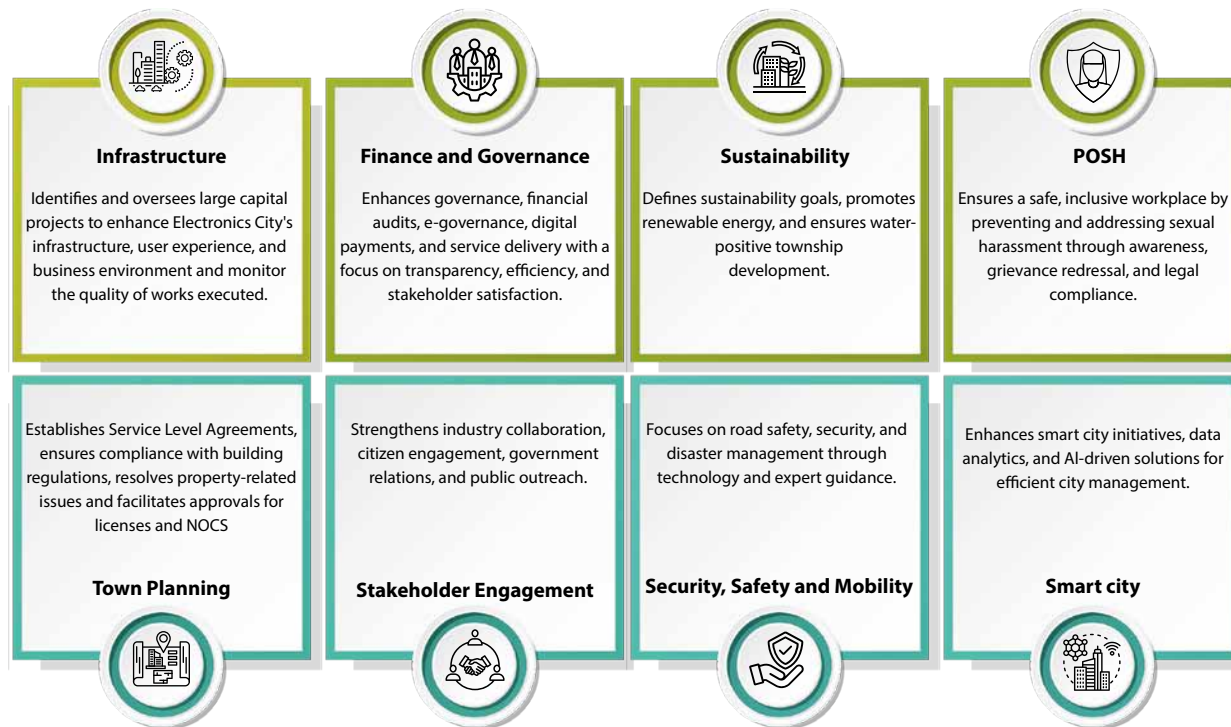 Infrastructure
Identifies and oversees large capital
projects to enhance Electronics City's
infrastructure, user experience, and
business environment and monitor
the quality of works executed.
Finance and Governance
Enhances governance, financial
audits, e-governance, digital
payments, and service delivery with a
focus on transparency, efficiency, and
stakeholder satisfaction.
Sustainability
Defines sustainability goals, promotes
renewable energy, and ensures water-
positive township
development.
POSH
Ensures a safe, inclusive workplace by
preventing and addressing sexual
harassment through awareness,
grievance redressal, and legal
compliance.
Establishes Service Level Agreements,
ensures compliance with building
regulations, resolves property-related
issues and facilitates approvals for
licenses and NOCS
Town Planning
Strengthens industry collaboration,
citizen engagement, government
relations, and public outreach.
Stakeholder Engagement
Focuses on road safety, security, and
disaster management through
technology and expert guidance.
Security, Safety and Mobility
Enhances smart city initiatives, data
analytics, and AI-driven solutions for
efficient city management.
Smart city